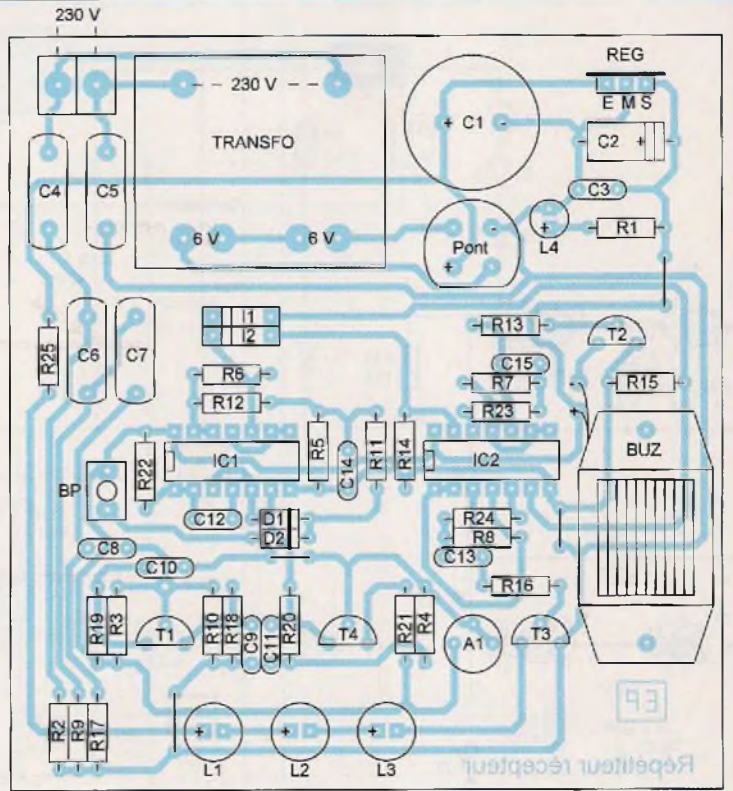 230 V
REG
E M S
230 V
TRANSFO
C1
+ -
C2 +
C4
C5
C3
6 V
6 V
Pont
-
+
L4
+
R1
I1
I2
R13
T2
R25
C6
C7
R6
R12
C15
R7
R23
R15
-
+
R5
C14
R11
R14
IC1
IC2
BUZ
R22
BP
C12
D1
D2
R24
R8
C8
C10
C13
R16
R19
R3
T1
R10
R18
C9
C11
R20
T4
R21
R4
A1
T3
R2
R9
R17
+
L1
+
L2
+
L3
EP
Répétiteur récepteur